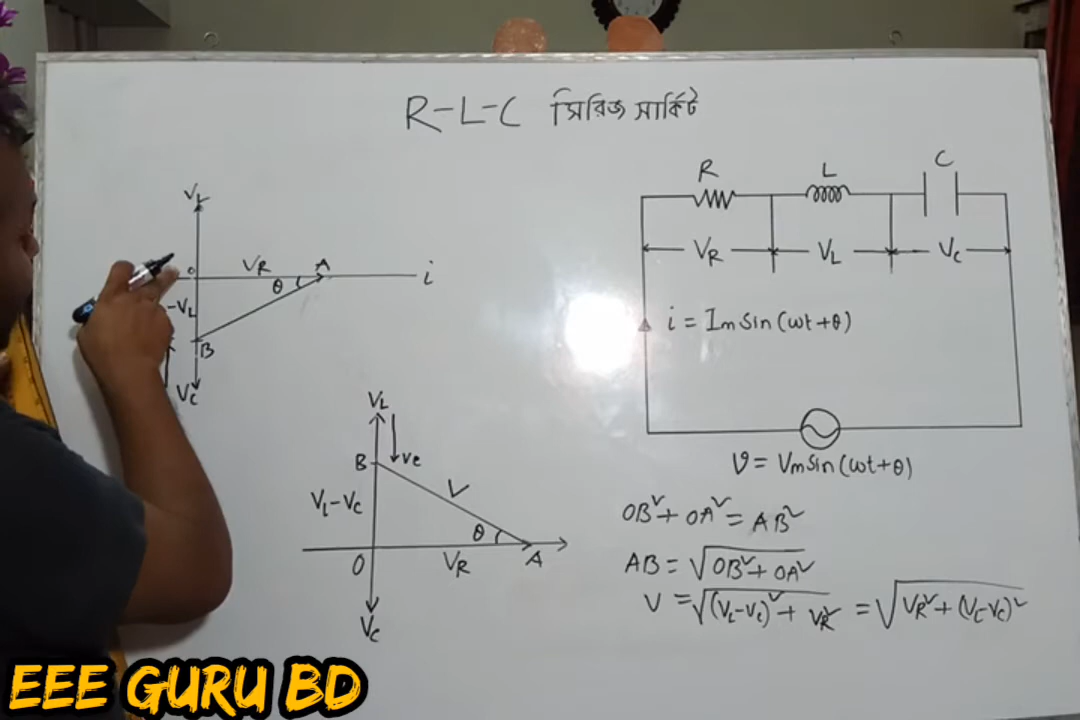 R-L-C সিরিজ সার্কিট
VL
O
VR
A
i
θ
-VL
B
VC
VL
B
VC
VL-VC
V
θ
O
VR
A
VC
R
L
C
VR
VL
VC
i = Im Sin (ωt+θ)
V = Vm Sin (ωt+θ)
OB²+ OA² = AB²
AB = √OB²+ OA²
V = √(VL-VC)²+ VR² = √VR²+ (VL-VC)²
EEE GURU BD